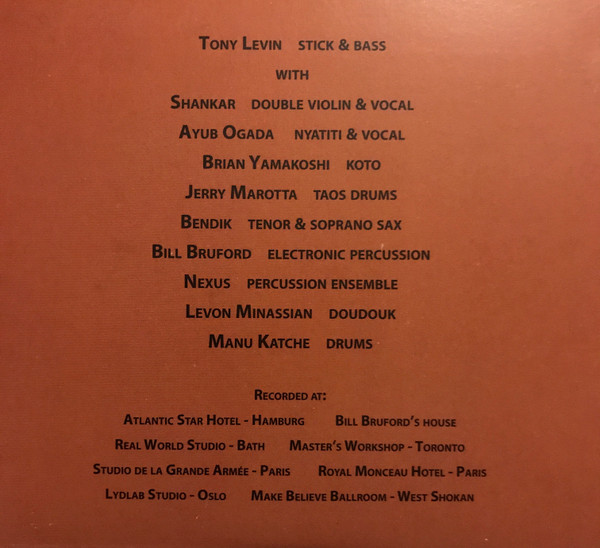 Tony Levin stick & bass
with
Shankar double violin & vocal
Ayub Ogada nyatiti & vocal
Brian Yamakoshi koto
Jerry Marotta taos drums
Bendik tenor & soprano sax
Bill Bruford electronic percussion
Nexus percussion ensemble
Levon Minassian doudouk
Manu Katche drums
Recorded at:
Atlantic Star Hotel - Hamburg Bill Bruford's house
Real World Studio - Bath Master's Workshop - Toronto
Studio de la Grande Armée - Paris Royal Monceau Hotel - Paris
Lydlab Studio - Oslo Make Believe Ballroom - West Shokan